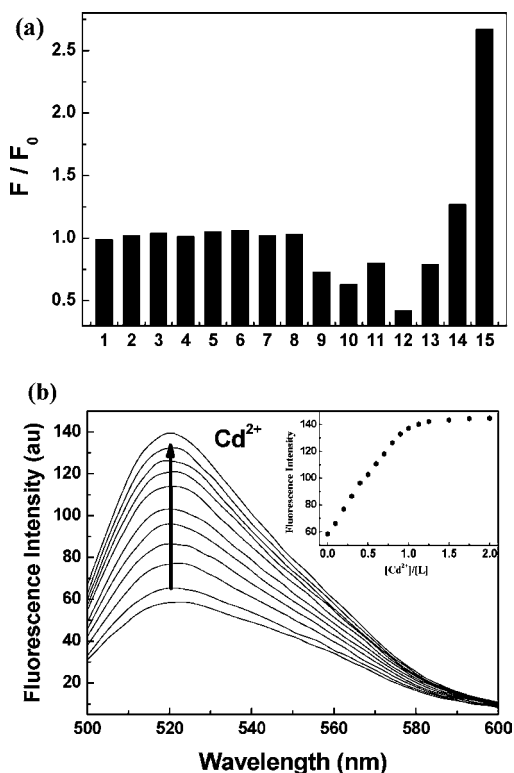 (a)
F / F0
2.5
2.0
1.5
1.0
0.5
1 2 3 4 5 6 7 8 9 10 11 12 13 14 15
(b)
Fluorescence Intensity (au)
140
120
100
80
60
40
20
Cd2+
500 520 540 560 580 600
Wavelength (nm)
Fluorescence Intensity
140
120
100
80
60
0.0 0.5 1.0 1.5 2.0
[Cd2+]/[L]